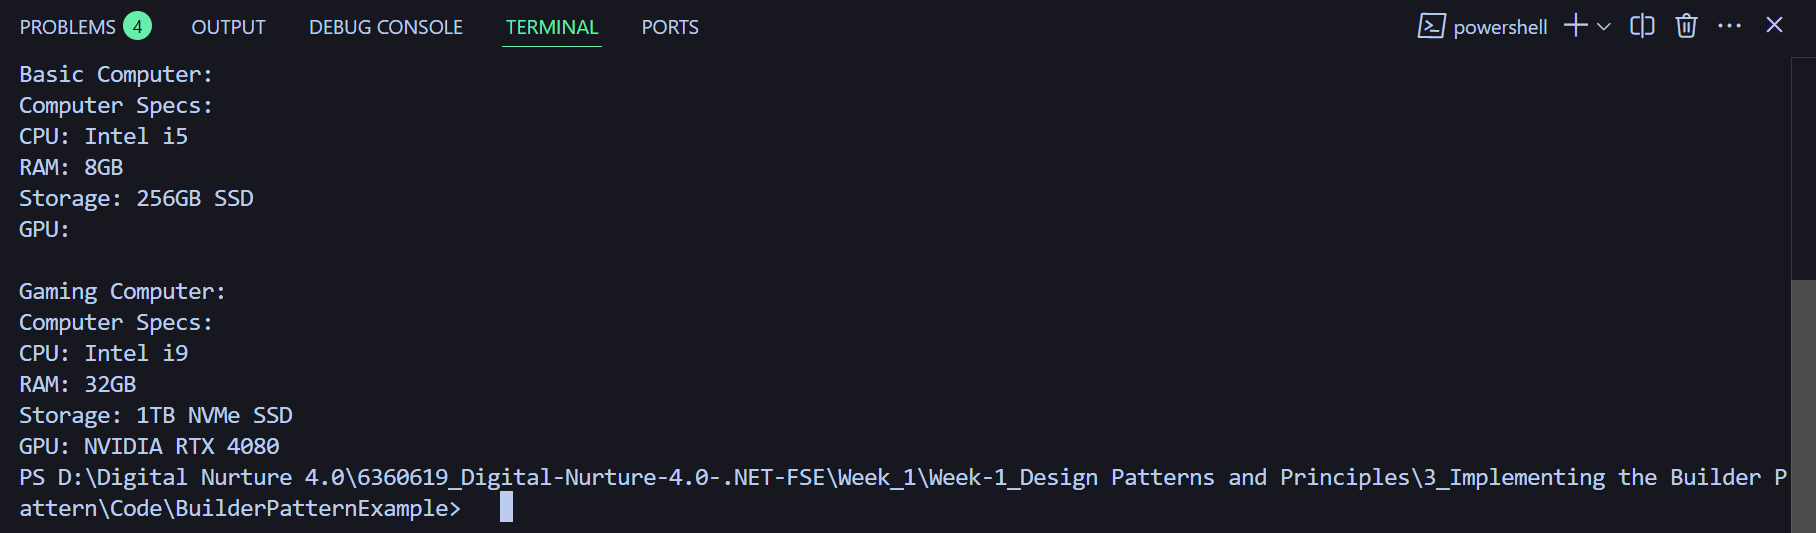 PROBLEMS 4 OUTPUT DEBUG CONSOLE TERMINAL PORTS powershell
Basic Computer:
Computer Specs:
CPU: Intel i5
RAM: 8GB
Storage: 256GB SSD
GPU:
Gaming Computer:
Computer Specs:
CPU: Intel i9
RAM: 32GB
Storage: 1TB NVMe SSD
GPU: NVIDIA RTX 4080
PS D:\Digital Nurture 4.0\6360619_Digital-Nurture-4.0-.NET-FSE\Week_1\Week-1_Design Patterns and Principles\3_Implementing the Builder P
attern\Code\BuilderPatternExample>